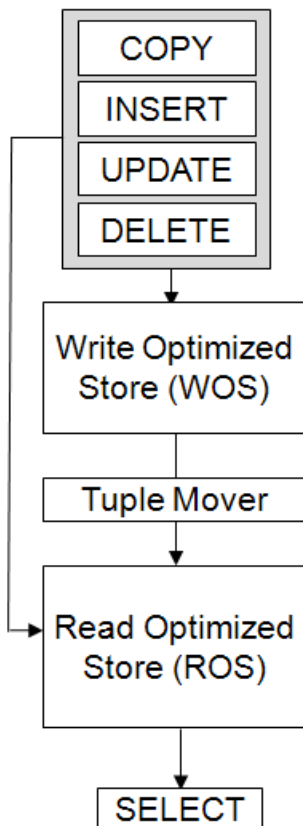 COPY
INSERT
UPDATE
DELETE
Write Optimized
Store (WOS)
Tuple Mover
Read Optimized
Store (ROS)
SELECT